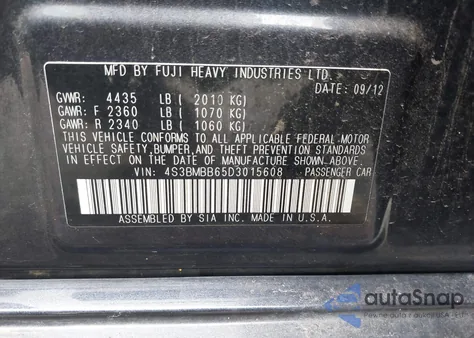 MFD BY FUJI HEAVY INDUSTRIES LTD.
DATE: 09/12
GVWR: 4435 LB ( 2010 KG)
GAWR: F 2360 LB ( 1070 KG)
GAWR: R 2340 LB ( 1060 KG)
THIS VEHICLE CONFORMS TO ALL APPLICABLE FEDERAL MOTOR
VEHICLE SAFETY, BUMPER, AND THEFT PREVENTION STANDARDS
IN EFFECT ON THE DATE OF MANUFACTURE SHOWN ABOVE.
VIN: 4S3BMBB65D3015608 PASSENGER CAR
ASSEMBLED BY SIA INC. MADE IN U.S.A.
autoSnap
Pewne auto z